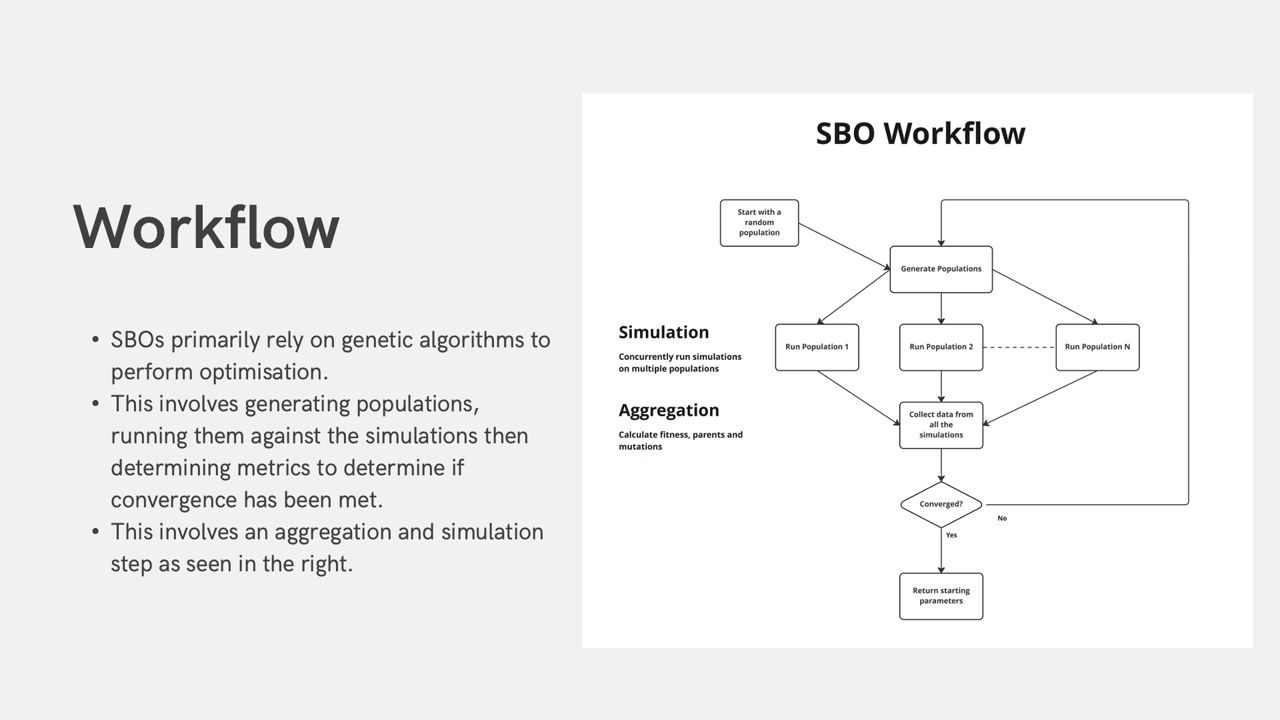 Workflow
• SBOs primarily rely on genetic algorithms to
perform optimisation.
• This involves generating populations,
running them against the simulations then
determining metrics to determine if
convergence has been met.
• This involves an aggregation and simulation
step as seen in the right.
SBO Workflow
Start with a
random
population
Generate Populations
Simulation
Concurrently run simulations
on multiple populations
Run Population 1
Run Population 2
Run Population N
Aggregation
Calculate fitness, parents and
mutations
Collect data from
all the
simulations
Converged?
No
Yes
Return starting
parameters